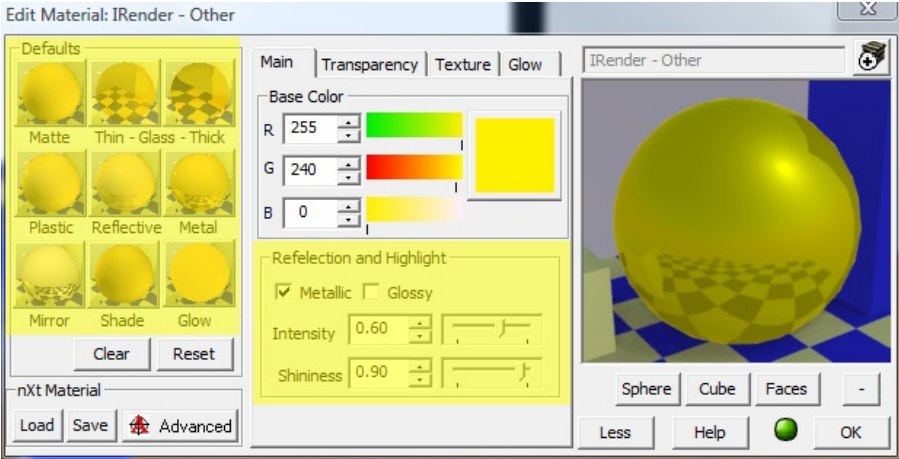 Edit Material: IRender - Other
Defaults
Matte Thin - Glass - Thick
Plastic Reflective Metal
Mirror Shade Glow
Clear Reset
nXt Material
Load Save Advanced
Main Transparency Texture Glow
Base Color
R 255
G 240
B 0
Refelection and Highlight
Metallic Glossy
Intensity 0.60
Shininess 0.90
IRender - Other
Sphere Cube Faces -
Less Help OK